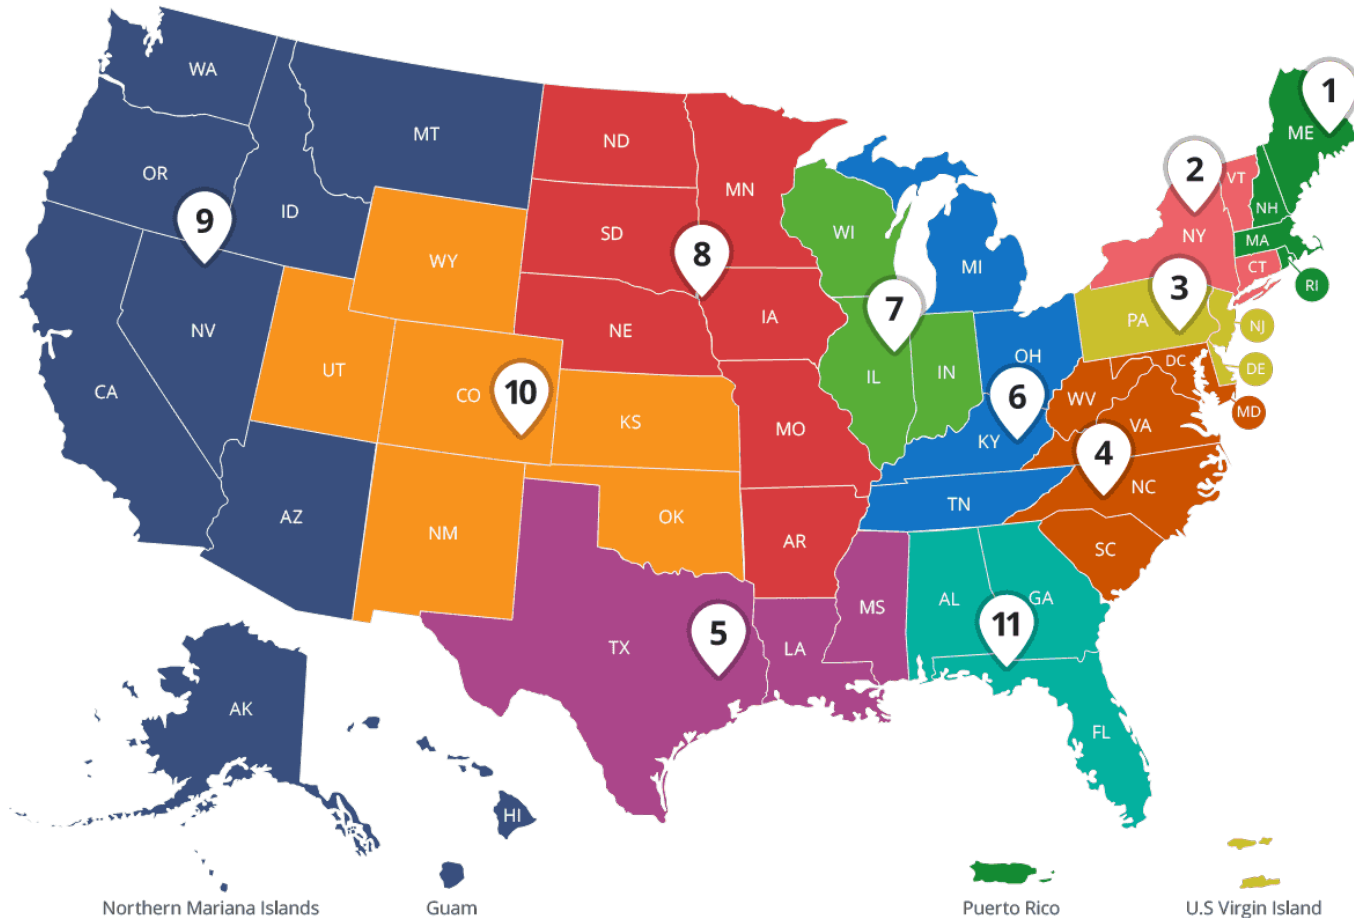 WA
MT
ND
MN
OR
ID
SD
WI
MI
9
8
WY
NE
IA
7
NV
UT
CO
10
KS
MO
IL
IN
OH
6
KY
CA
AZ
NM
OK
AR
TN
TX
5
LA
MS
AL
GA
11
FL
1
ME
2
VT
NH
NY
MA
CT
RI
3
PA
NJ
DC
DE
WV
MD
VA
4
NC
SC
AK
HI
Northern Mariana Islands
Guam
Puerto Rico
U.S Virgin Island